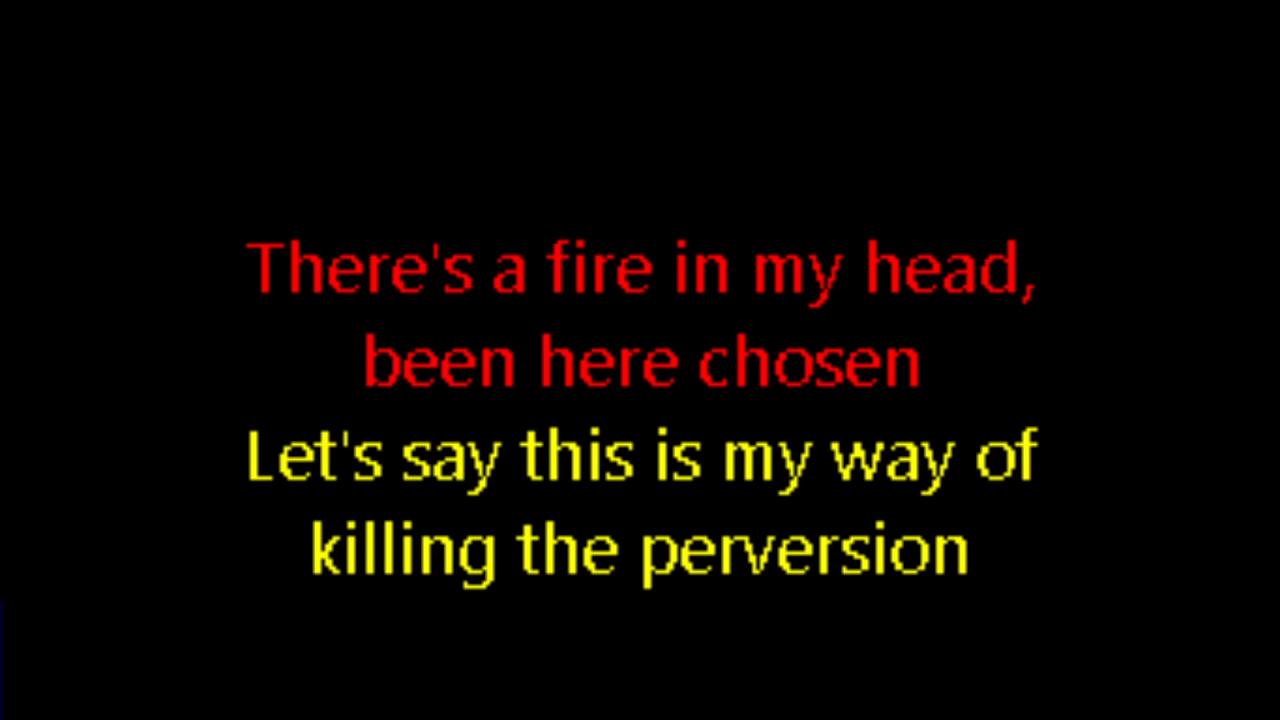 There's a fire in my head,
been here chosen
Let's say this is my way of
killing the perversion